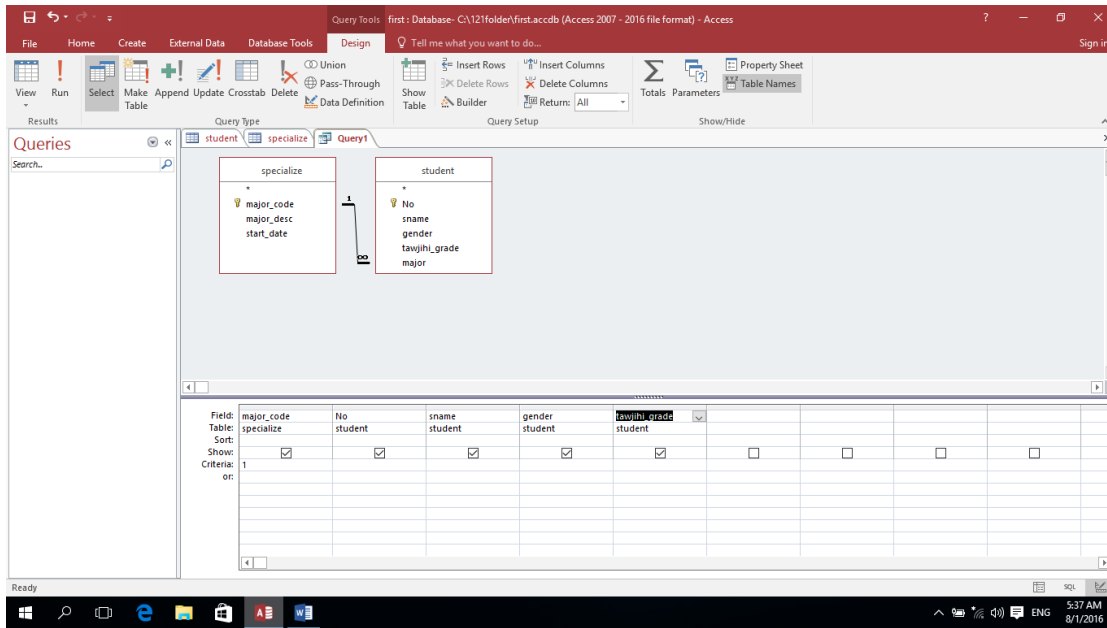 Query Tools first : Database- C:\121folder\first.accdb (Access 2007 - 2016 file format) - Access ?
File Home Create External Data Database Tools Design Tell me what you want to do... Sign in
View Run Select Make Table Append Update Crosstab Delete Union Pass-Through Data Definition
Show Table Insert Rows Delete Rows Builder Insert Columns Delete Columns Return: All
Totals Parameters Property Sheet Table Names
Results Query Type Query Setup Show/Hide
Queries
Search...
student specialize Query1
specialize
*
major_code
major_desc
start_date
1
∞
student
*
No
sname
gender
tawjihi_grade
major
Field: major_code No sname gender tawjihi_grade
Table: specialize student student student student
Sort:
Show:
Criteria: 1
or:
Ready SQL
ENG 5:37 AM
8/1/2016